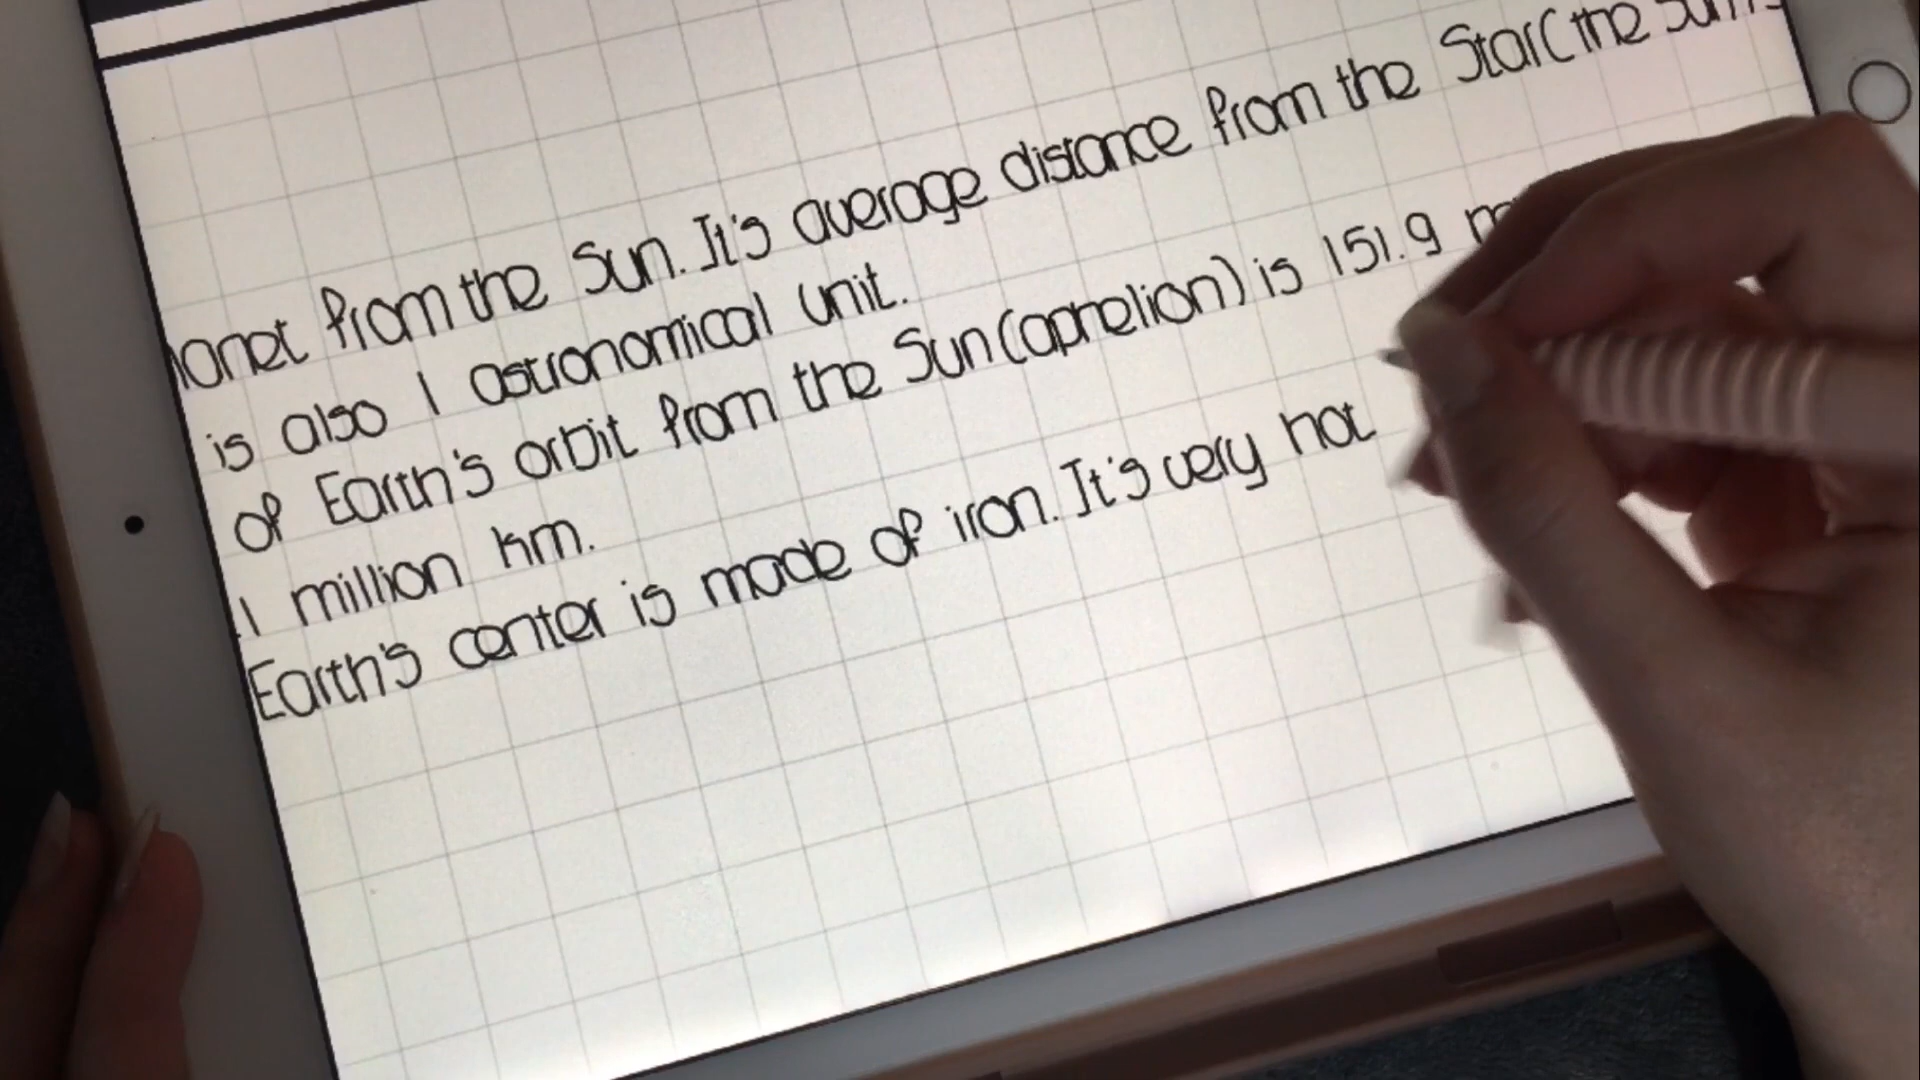 from the Sun. It's average distance from the Star (the Sun)
is also 1 astronomical unit.
of Earth's orbit from the Sun (aphelion) is 151.9
1 million km.
Earth's center is made of iron. It's very hot